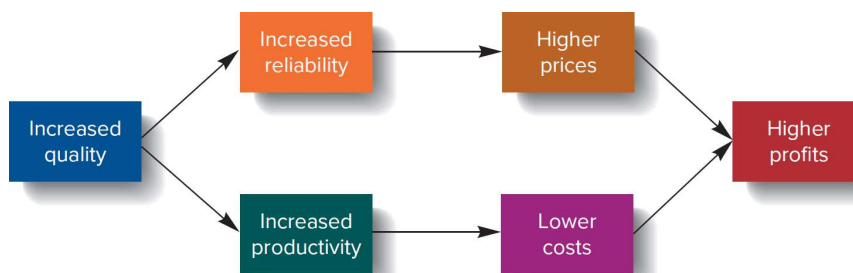 Increased
quality
Increased
reliability
Higher
prices
Increased
productivity
Lower
costs
Higher
profits